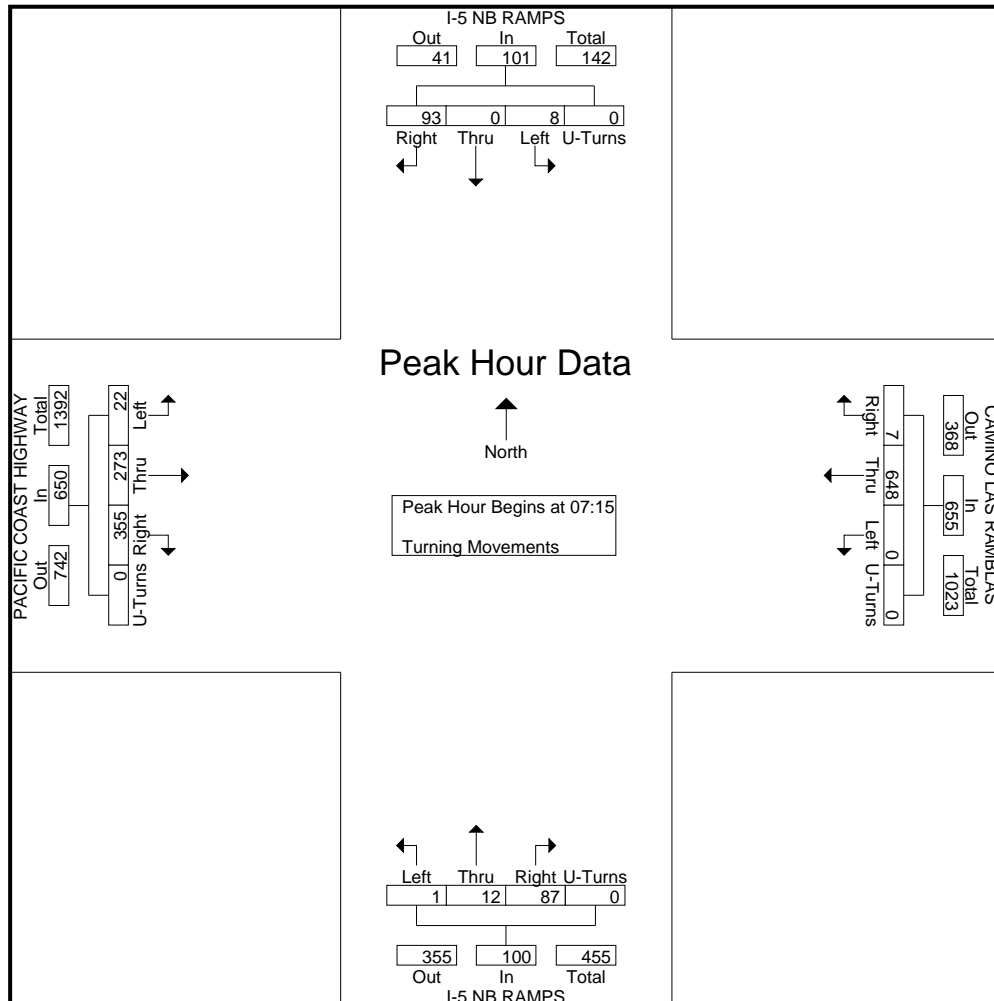 I-5 NB RAMPS
Out In Total
41 101 142
93 0 8 0
Right Thru Left U-Turns
Peak Hour Data
North
Peak Hour Begins at 07:15
Turning Movements
PACIFIC COAST HIGHWAY
Out In Total
742 650 1392
0 355 273 22
U-Turns Right Thru Left
CAMINO LAS RAMBLAS
Out In Total
368 655 1023
7 648 0 0
Right Thru Left U-Turns
Left Thru Right U-Turns
1 12 87 0
355 100 455
Out In Total
I-5 NB RAMPS